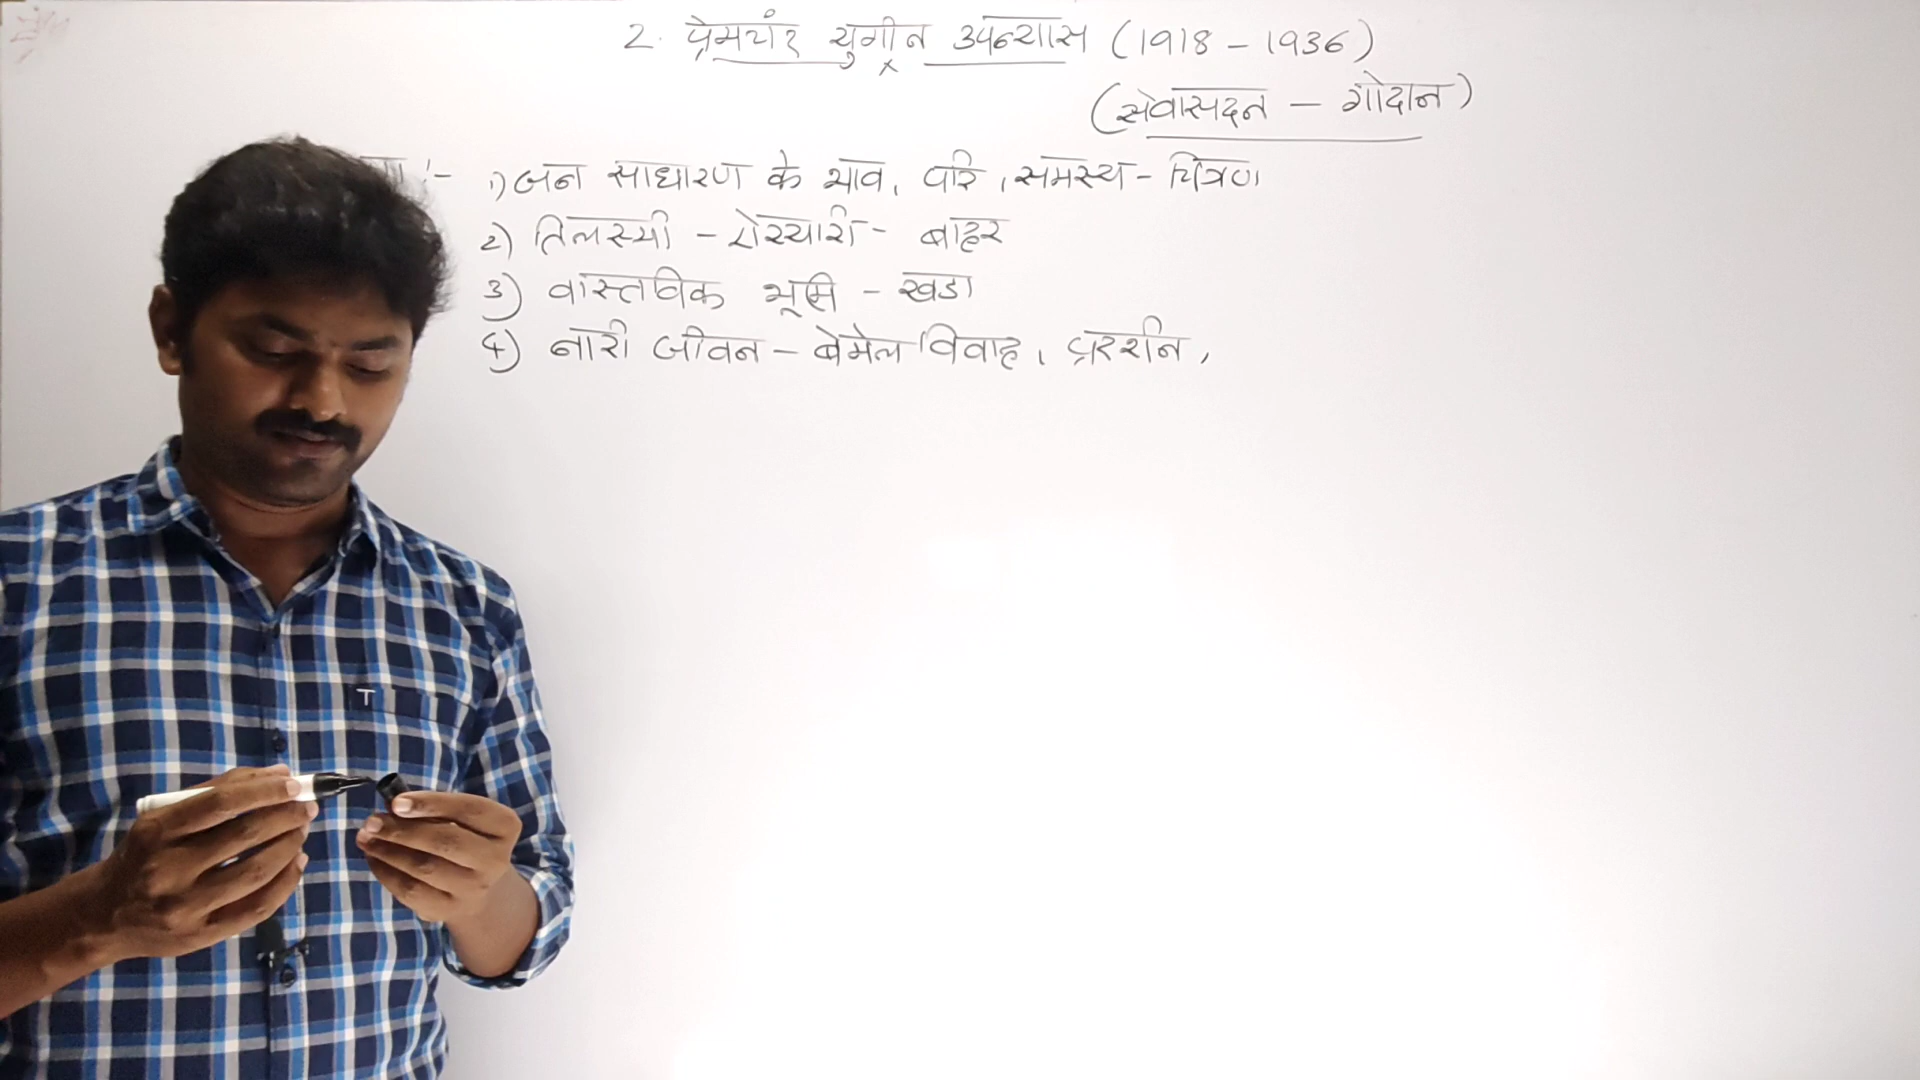 2. प्रेमचंद युगीन उपन्यास (1918 - 1936)
(सेवासदन - गोदान)
:- 1) जन साधारण के भाव, परि, समस्य - चित्रण
2) तिलस्मी - ऐय्यारी - बाहर
3) वास्तविक भूमि - खडा
4) नारी जीवन - बेमेल विवाह,
T